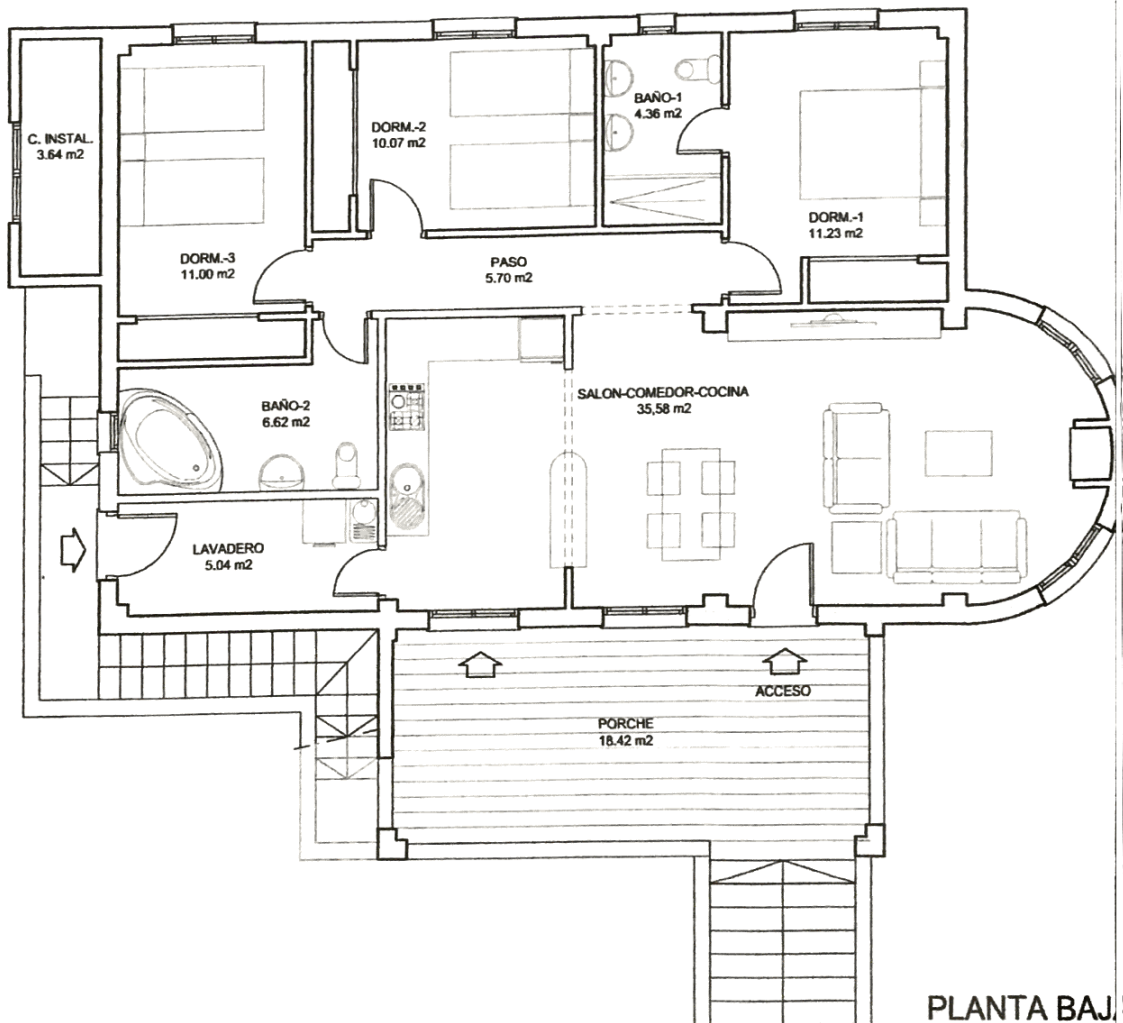 C. INSTAL.
3.64 m2
DORM.-3
11.00 m2
DORM.-2
10.07 m2
BAÑO-1
4.36 m2
DORM.-1
11.23 m2
PASO
5.70 m2
BAÑO-2
6.62 m2
SALON-COMEDOR-COCINA
35,58 m2
LAVADERO
5.04 m2
ACCESO
PORCHE
18.42 m2
PLANTA BAJ